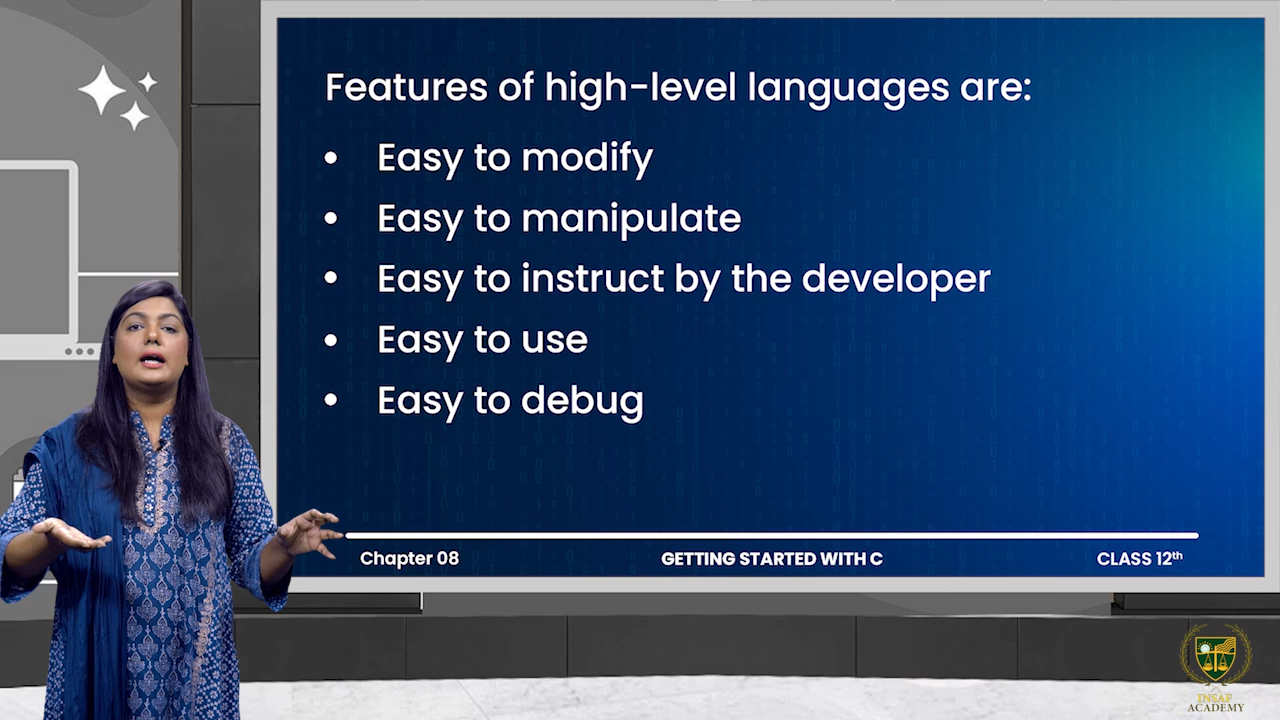 Features of high-level languages are:
• Easy to modify
• Easy to manipulate
• Easy to instruct by the developer
• Easy to use
• Easy to debug
Chapter 08
GETTING STARTED WITH C
CLASS 12th
INSAF
ACADEMY